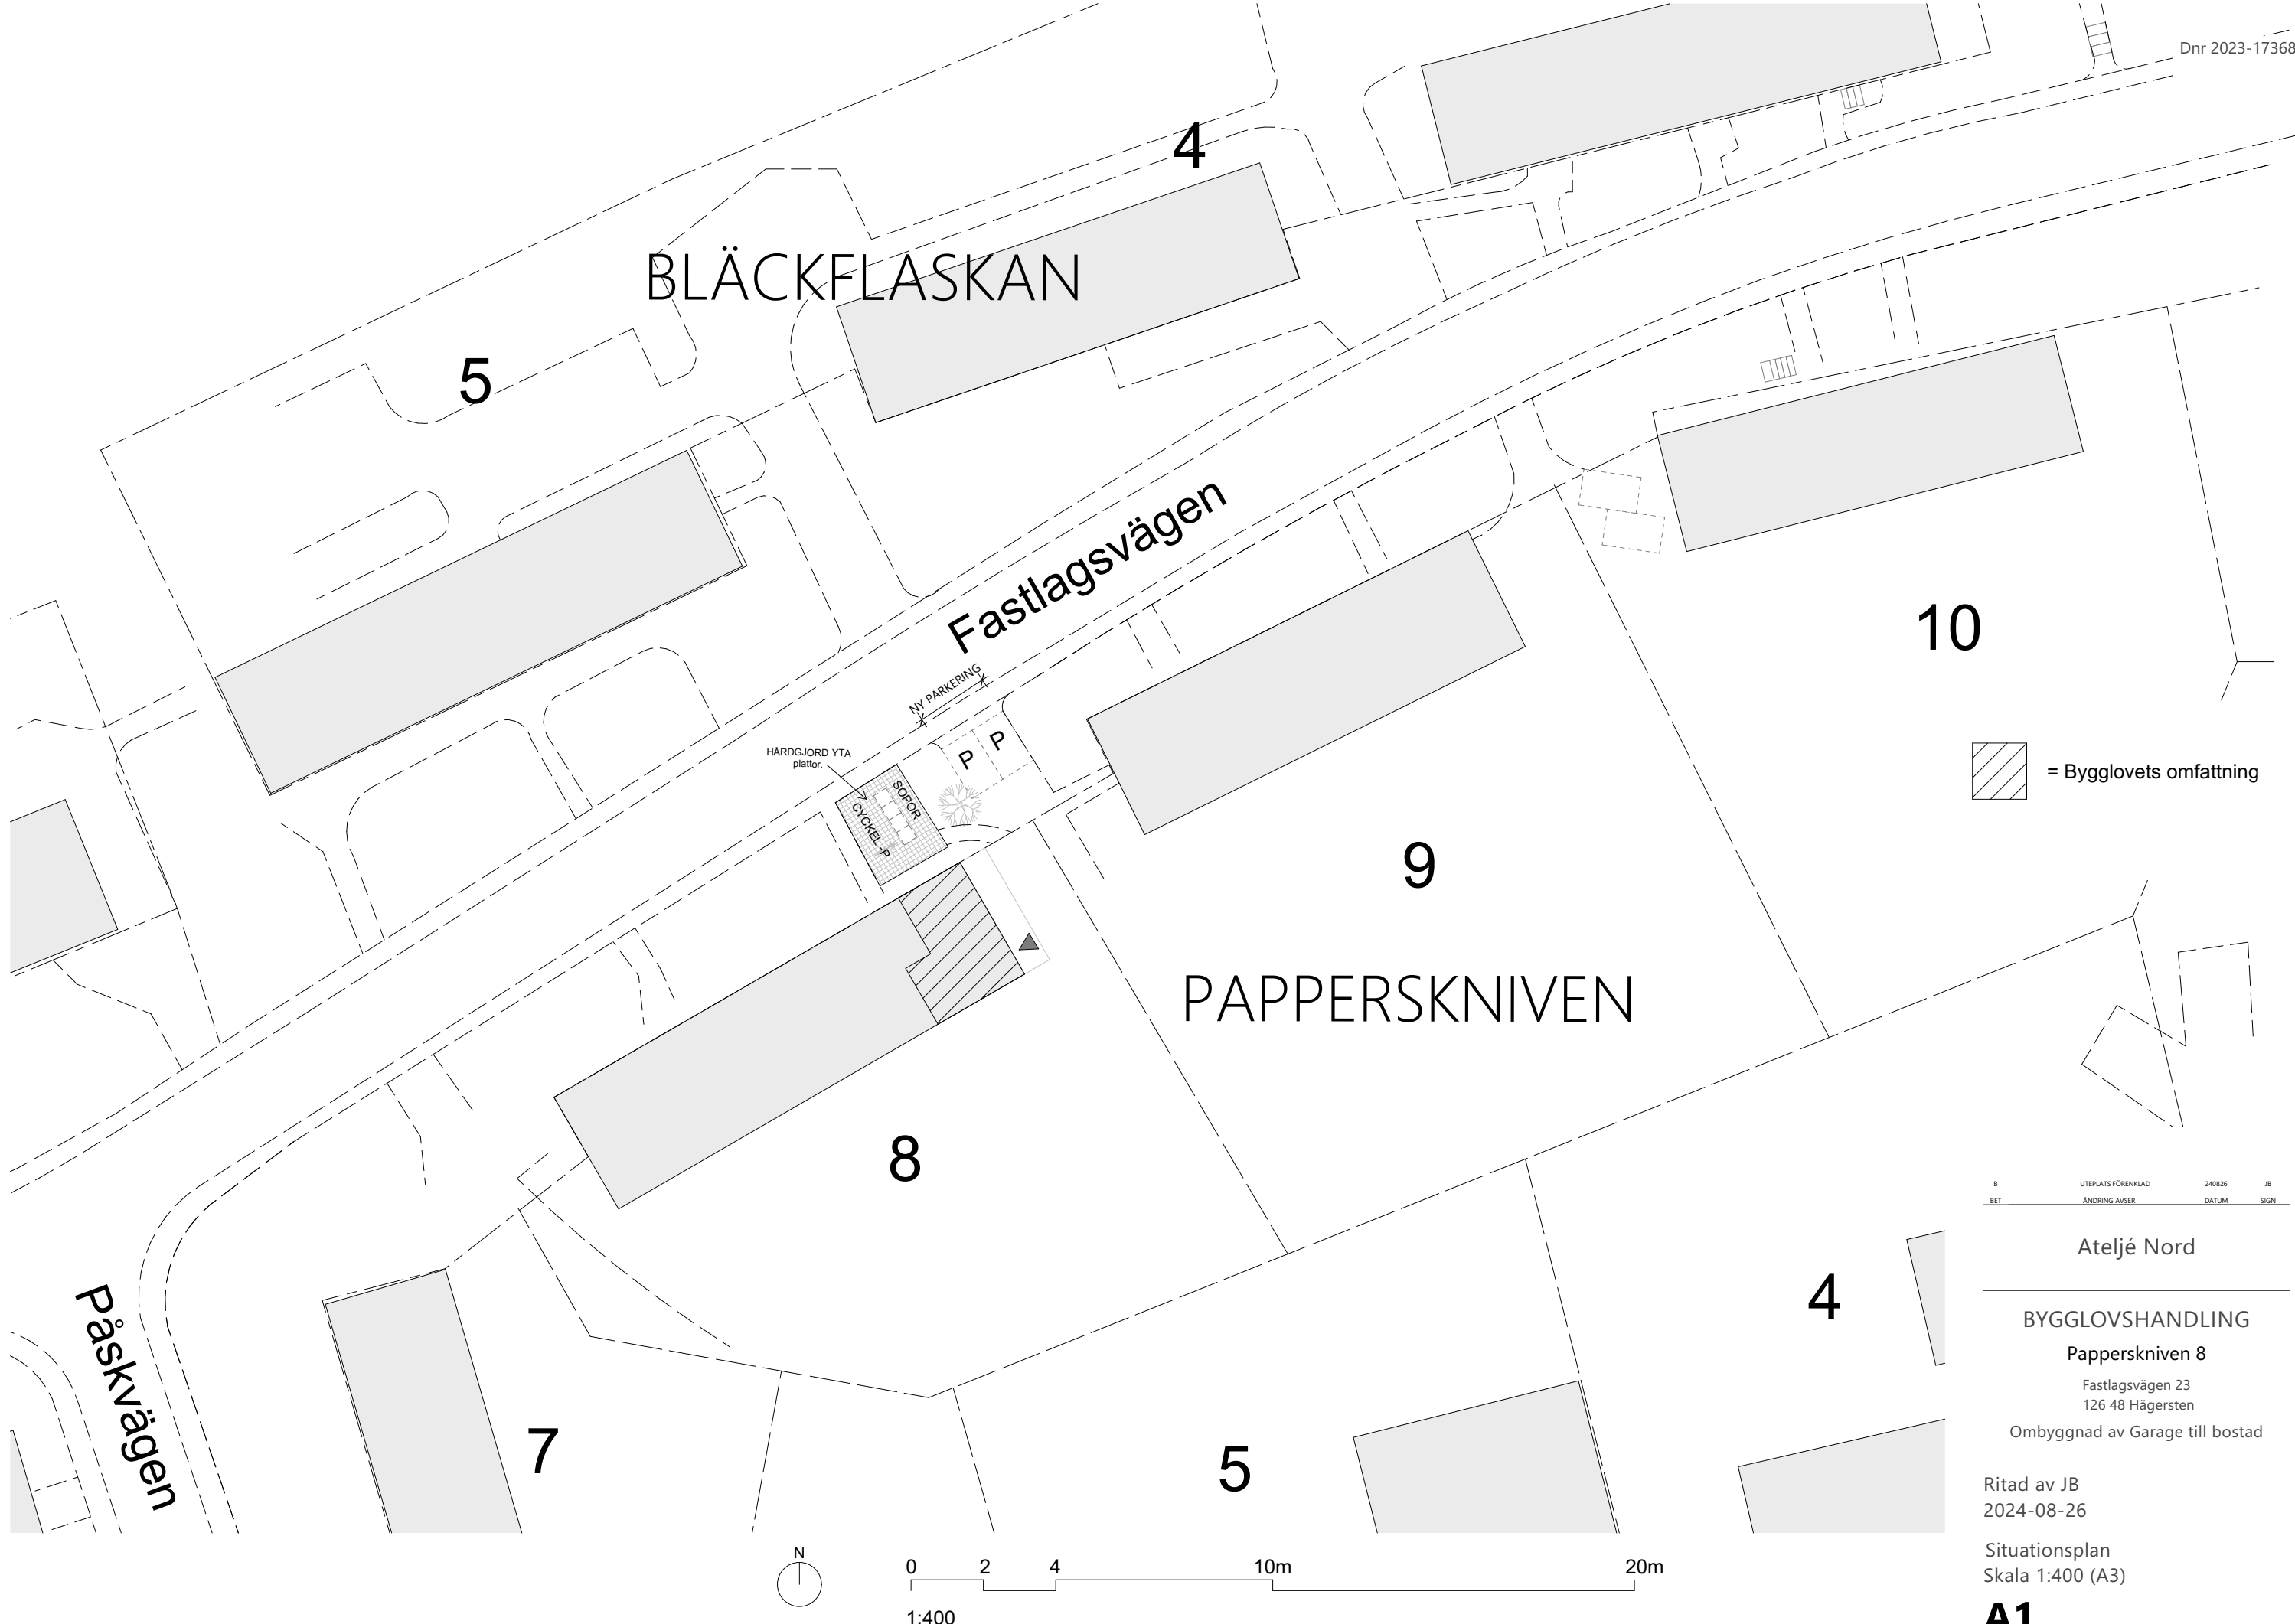 Dnr 2023-17368
4
BLÄCKFLASKAN
5
Fastlagsvägen
10
NY PARKERING
HÅRDGJORD YTA
plattor.
P
P
SOPOR
CYCKEL -P
= Bygglovets omfattning
9
PAPPERSKNIVEN
8
B UTEPLATS FÖRENKLAD 240826 JB
BET ÄNDRING AVSER DATUM SIGN
Ateljé Nord
4
Påskvägen
BYGGLOVSHANDLING
Papperskniven 8
Fastlagsvägen 23
126 48 Hägersten
Ombyggnad av Garage till bostad
7
5
Ritad av JB
2024-08-26
Situationsplan
Skala 1:400 (A3)
A1
N
0 2 4 10m 20m
1:400